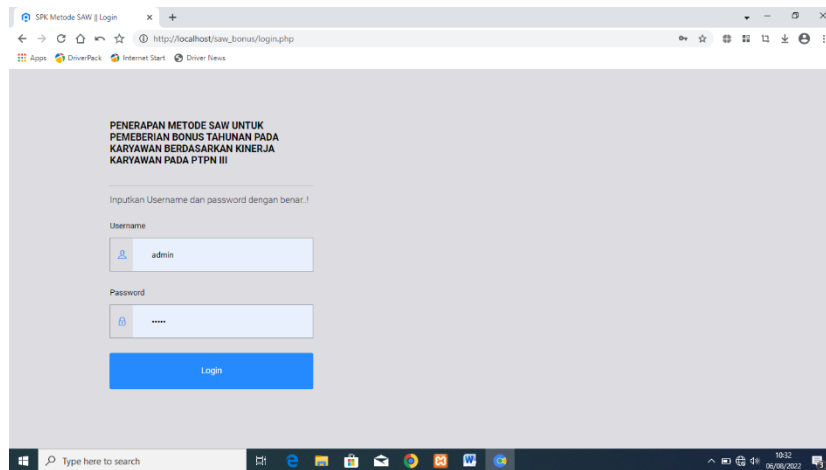 SPK Metode SAW || Login
http://localhost/saw_bonus/login.php
Apps DriverPack Internet Start Driver News
PENERAPAN METODE SAW UNTUK
PEMEBERIAN BONUS TAHUNAN PADA
KARYAWAN BERDASARKAN KINERJA
KARYAWAN PADA PTPN III
Inputkan Username dan password dengan benar..!
Username
admin
Password
•••••
Login
Type here to search
10:32
06/08/2022